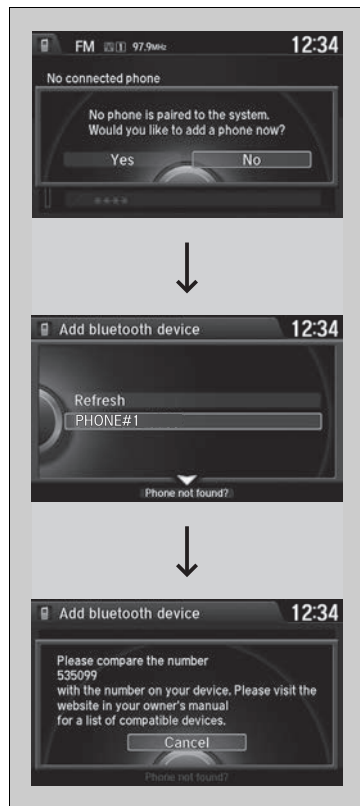 FM 1 97.9MHz 12:34
No connected phone
No phone is paired to the system.
Would you like to add a phone now?
Yes No
Add bluetooth device 12:34
Refresh
PHONE#1
Phone not found?
Add bluetooth device 12:34
Please compare the number
535099
with the number on your device. Please visit the
website in your owner's manual
for a list of compatible devices.
Cancel
Phone not found?